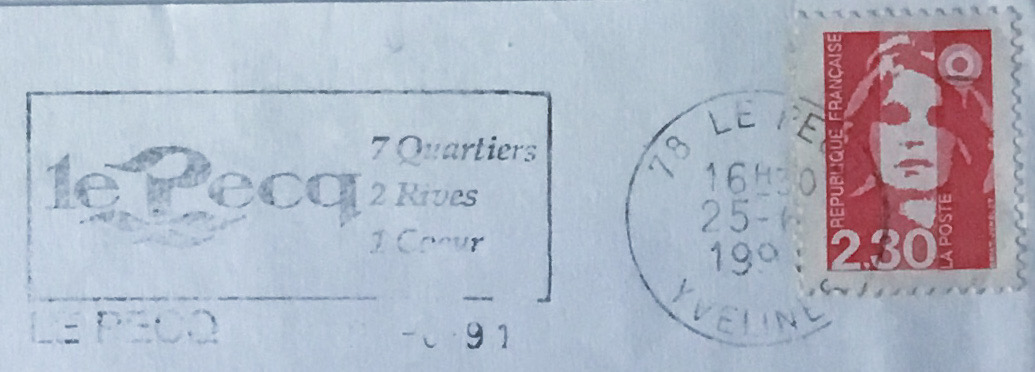 le Pecq
7 Quartiers
2 Rives
1 Coeur
LE PECQ
91
78 LE PE
16H30
25-
199
YVELINE
REPUBLIQUE FRANÇAISE
2,30
LA POSTE